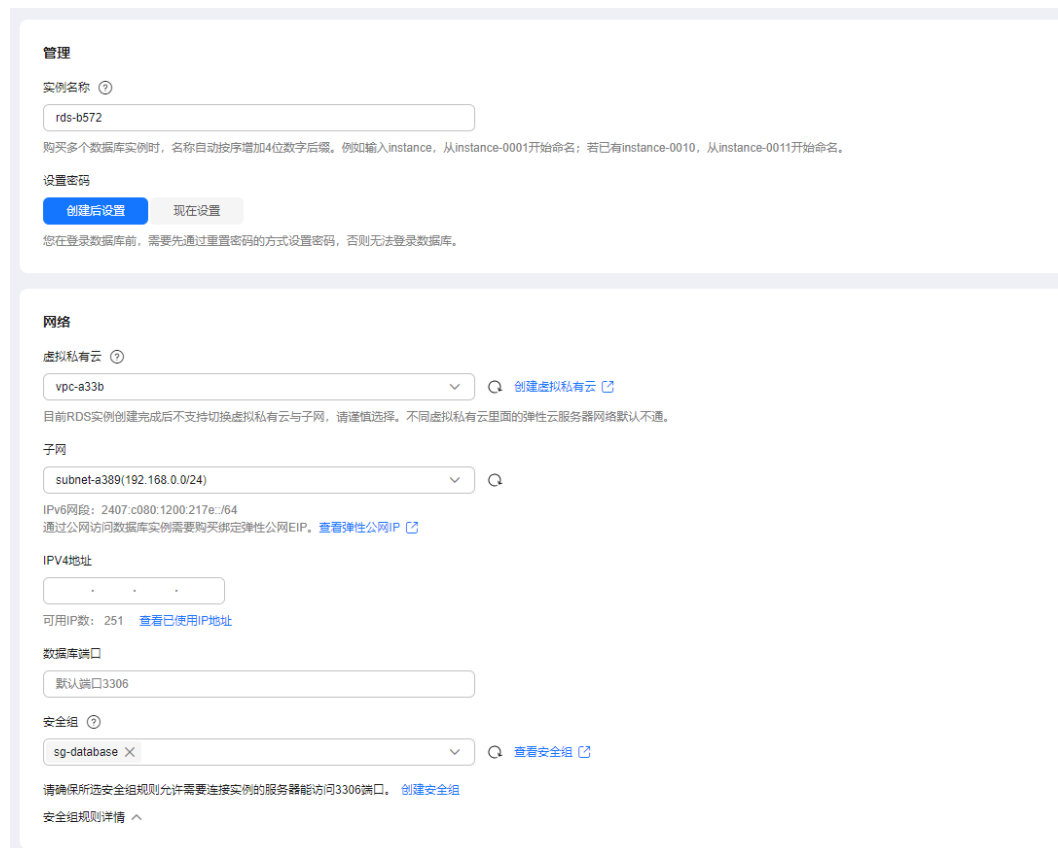 管理
实例名称
rds-b572
购买多个数据库实例时，名称自动按序增加4位数字后缀。例如输入instance，从instance-0001开始命名；若已有instance-0010，从instance-0011开始命名。
设置密码
创建后设置 现在设置
您在登录数据库前，需要先通过重置密码的方式设置密码，否则无法登录数据库。
网络
虚拟私有云
vpc-a33b 创建虚拟私有云
目前RDS实例创建完成后不支持切换虚拟私有云与子网，请谨慎选择。不同虚拟私有云里面的弹性云服务器网络默认不通。
子网
subnet-a389(192.168.0.0/24)
IPv6网段：2407:c080:1200:217e::/64
通过公网访问数据库实例需要购买绑定弹性公网EIP。查看弹性公网IP
IPV4地址
可用IP数： 251 查看已使用IP地址
数据库端口
默认端口3306
安全组
sg-database 查看安全组
请确保所选安全组规则允许需要连接实例的服务器能访问3306端口。 创建安全组
安全组规则详情